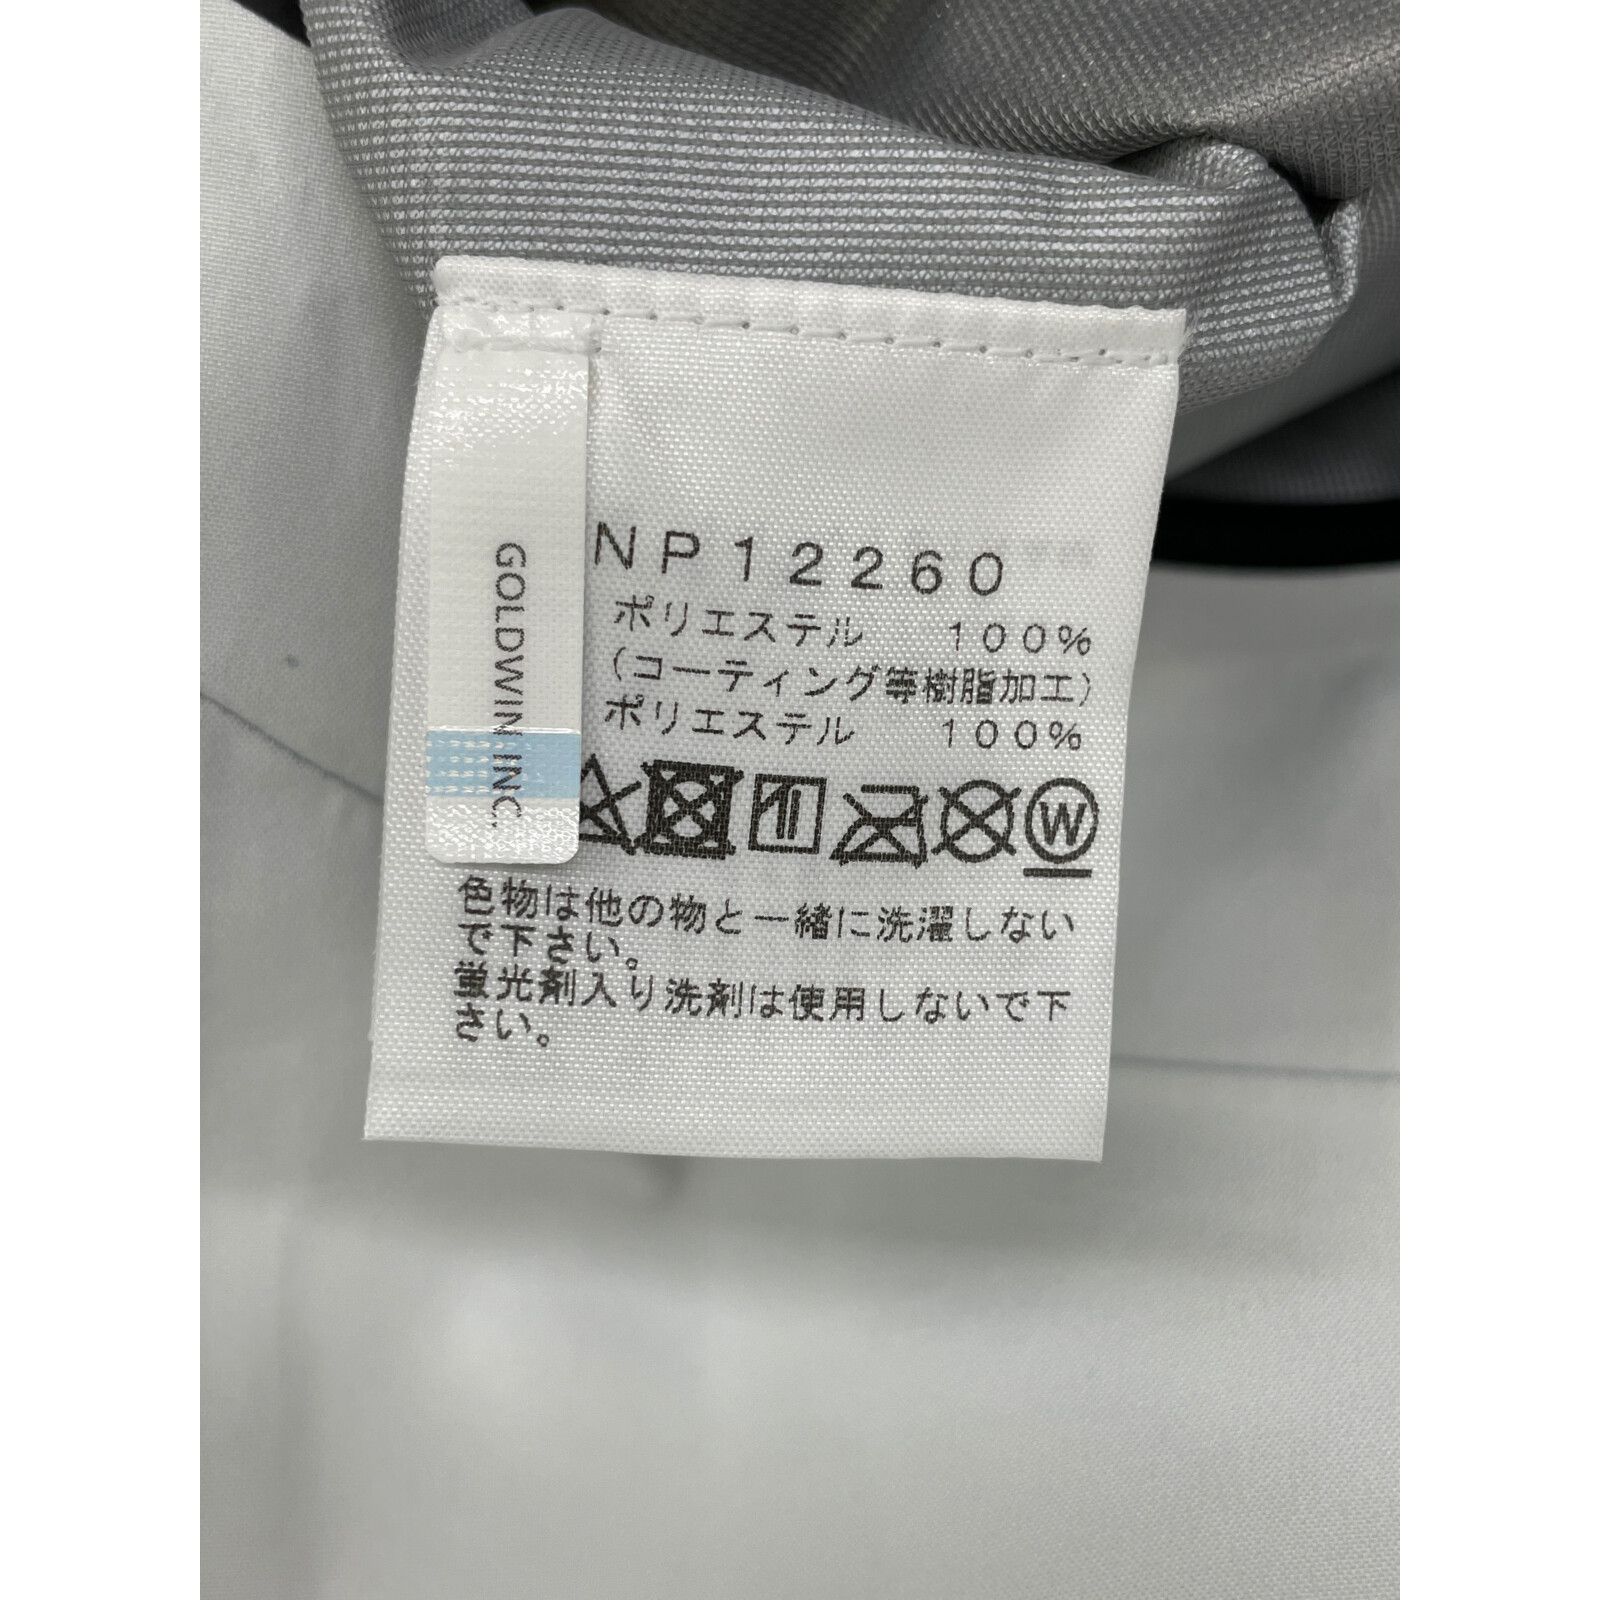 GOLDWIN INC.
NP12260
ポリエステル 100%
(コーティング等樹脂加工)
ポリエステル 100%
W
色物は他の物と一緒に洗濯しない
で下さい。
蛍光剤入り洗剤は使用しないで下
さい。